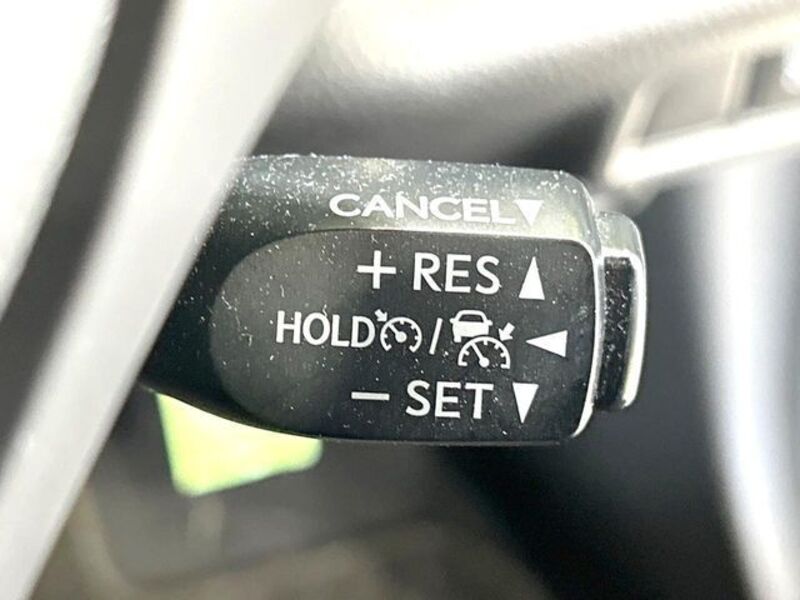 CANCEL▼
+ RES ▲
HOLD / ◀
− SET ▼